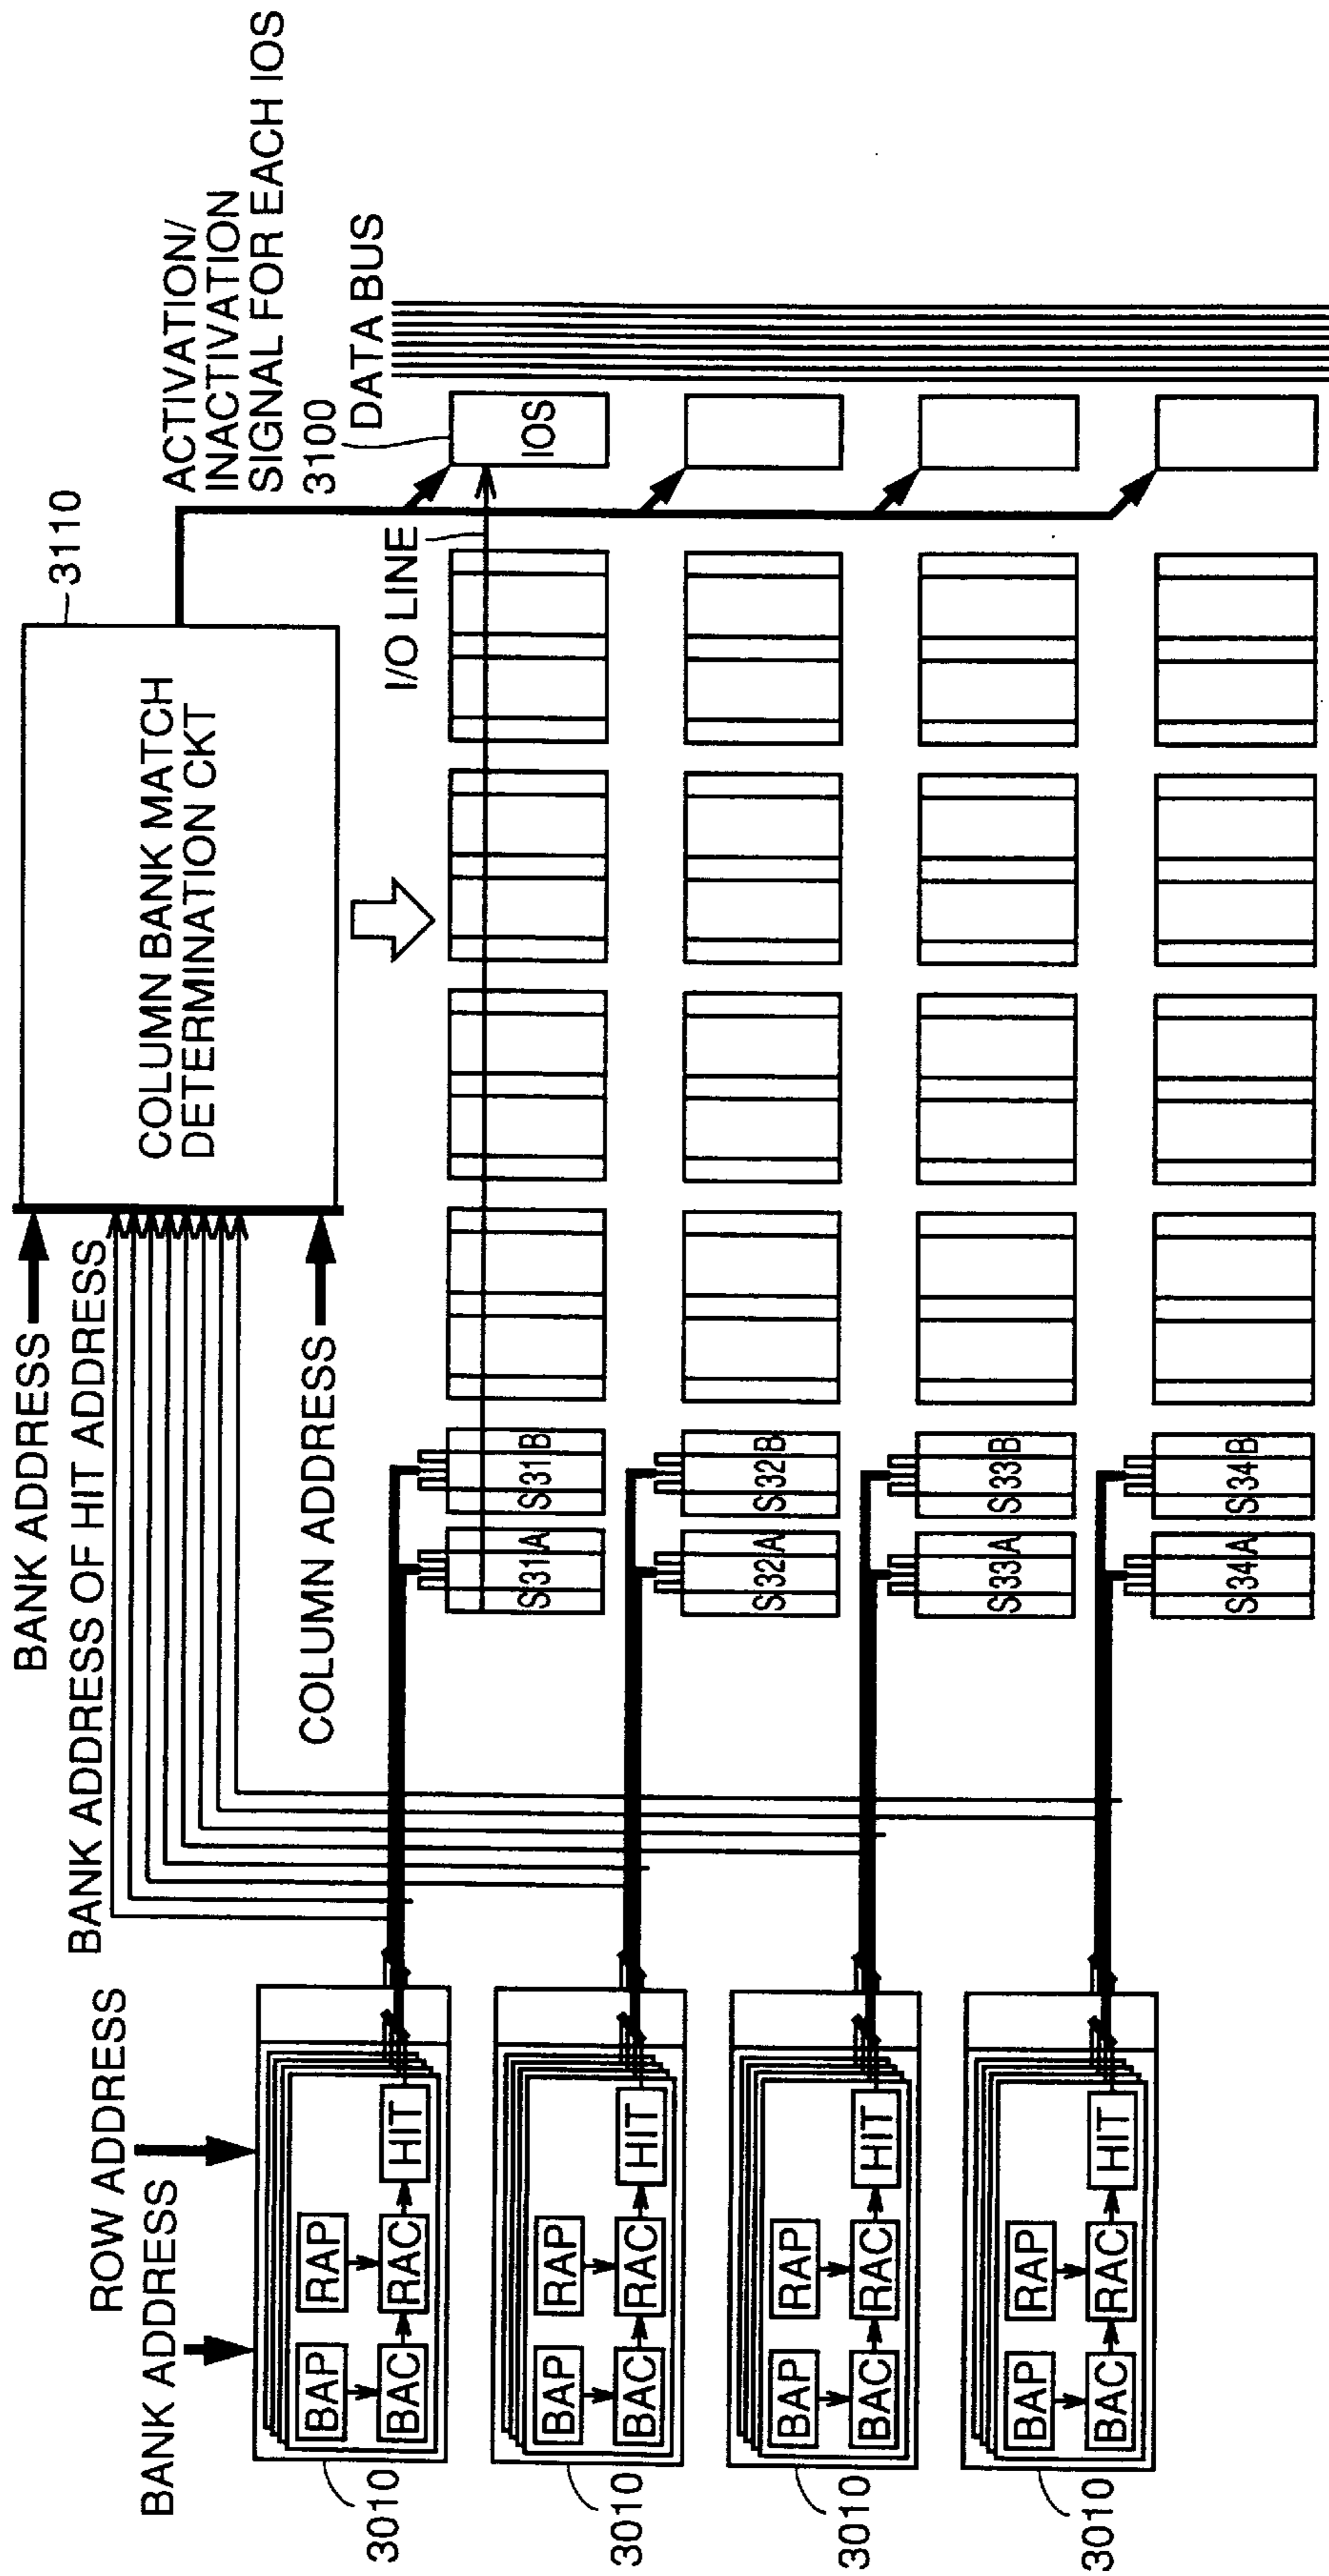 BANK ADDRESS
BANK ADDRESS OF HIT ADDRESS
COLUMN ADDRESS
COLUMN BANK MATCH
DETERMINATION CKT
3110
ACTIVATION/
INACTIVATION
SIGNAL FOR EACH IOS
3100
DATA BUS
I/O LINE
IOS
ROW ADDRESS
BANK ADDRESS
BAP
RAP
BAC
RAC
HIT
3010
S31A
S31B
BAP
RAP
BAC
RAC
HIT
3010
S32A
S32B
BAP
RAP
BAC
RAC
HIT
3010
S33A
S33B
BAP
RAP
BAC
RAC
HIT
3010
S34A
S34B